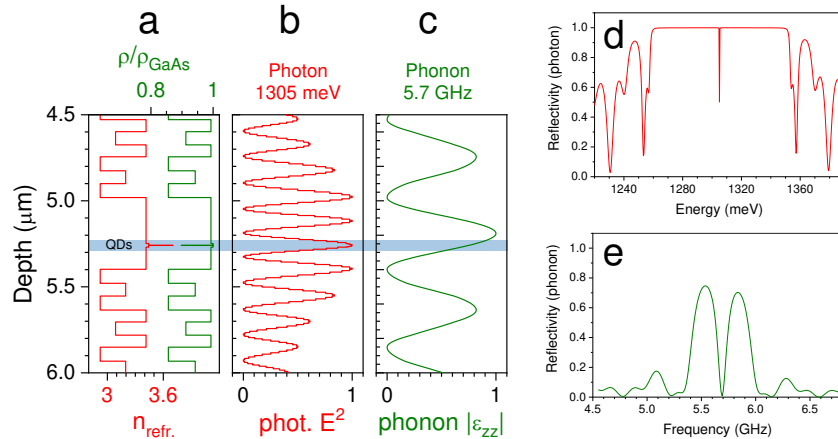 a
b
c
ρ/ρGaAs
0.8 1
Photon
1305 meV
Phonon
5.7 GHz
4.5
5.0
5.5
6.0
Depth (μm)
QDs
3 3.6
nrefr.
0 1
phot. E²
0 1
phonon |εzz|
d
Reflectivity (photon)
1.0
0.8
0.6
0.4
0.2
0.0
1240 1280 1320 1360
Energy (meV)
e
Reflectivity (phonon)
1.0
0.8
0.6
0.4
0.2
0.0
4.5 5.0 5.5 6.0 6.5
Frequency (GHz)